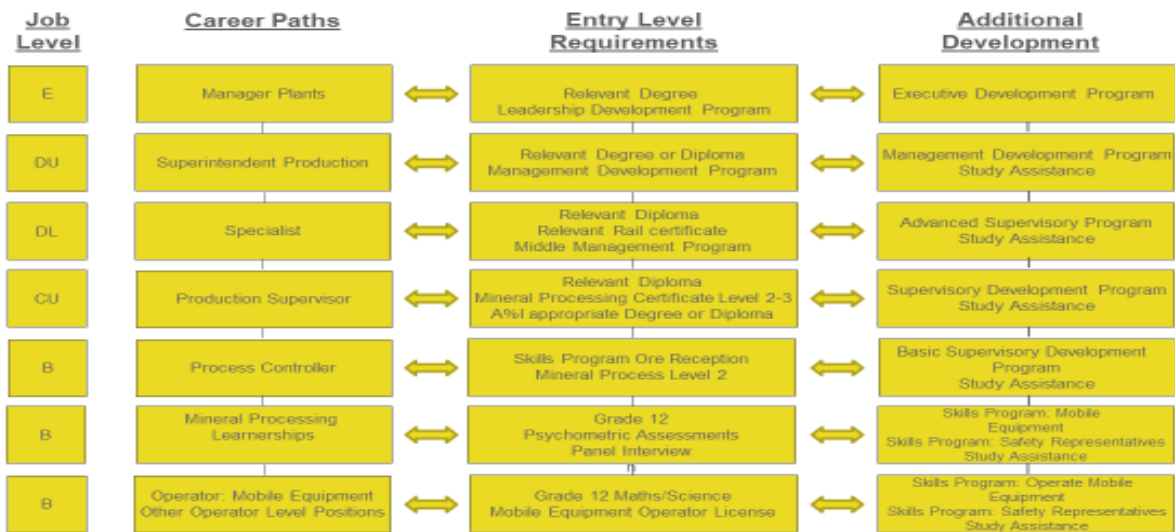 Job Level
Career Paths
Entry Level Requirements
Additional Development
E
Manager Plants
Relevant Degree
Leadership Development Program
Executive Development Program
DU
Superintendent Production
Relevant Degree or Diploma
Management Development Program
Management Development Program
Study Assistance
DL
Specialist
Relevant Diploma
Relevant Rail certificate
Middle Management Program
Advanced Supervisory Program
Study Assistance
CU
Production Supervisor
Relevant Diploma
Mineral Processing Certificate Level 2-3
A%I appropriate Degree or Diploma
Supervisory Development Program
Study Assistance
B
Process Controller
Skills Program Ore Reception
Mineral Process Level 2
Basic Supervisory Development
Program
Study Assistance
B
Mineral Processing
Learnerships
Grade 12
Psychometric Assessments
Panel Interview
Skills Program: Mobile
Equipment
Skills Program: Safety Representatives
Study Assistance
B
Operator: Mobile Equipment
Other Operator Level Positions
Grade 12 Maths/Science
Mobile Equipment Operator License
Skills Program: Operate Mobile
Equipment
Skills Program: Safety Representatives
Study Assistance